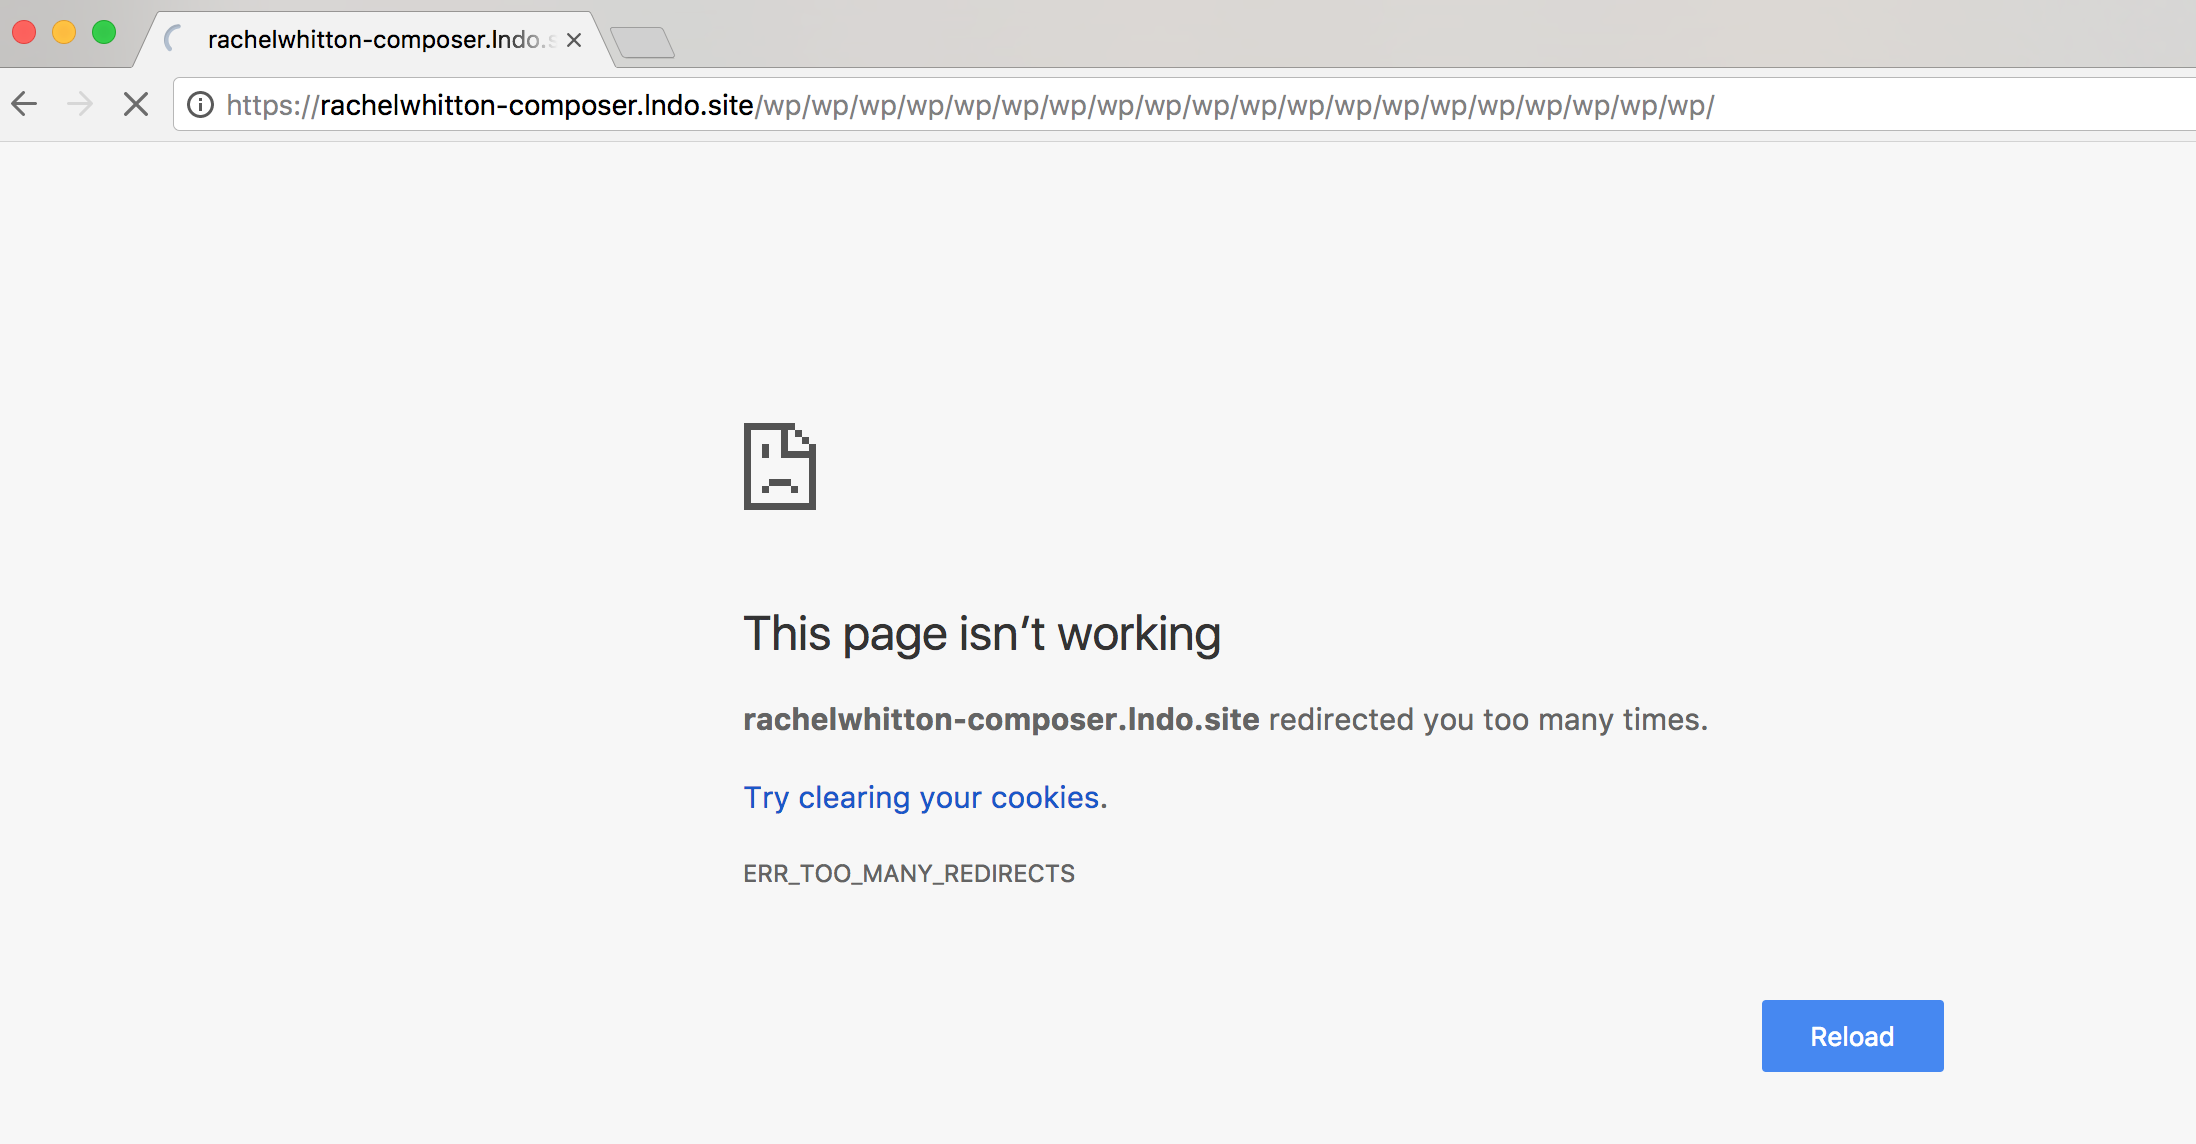 rachelwhitton-composer.lndo.s
https://rachelwhitton-composer.lndo.site/wp/wp/wp/wp/wp/wp/wp/wp/wp/wp/wp/wp/wp/wp/wp/wp/wp/wp/wp/wp/
This page isn’t working
rachelwhitton-composer.lndo.site redirected you too many times.
Try clearing your cookies.
ERR_TOO_MANY_REDIRECTS
Reload